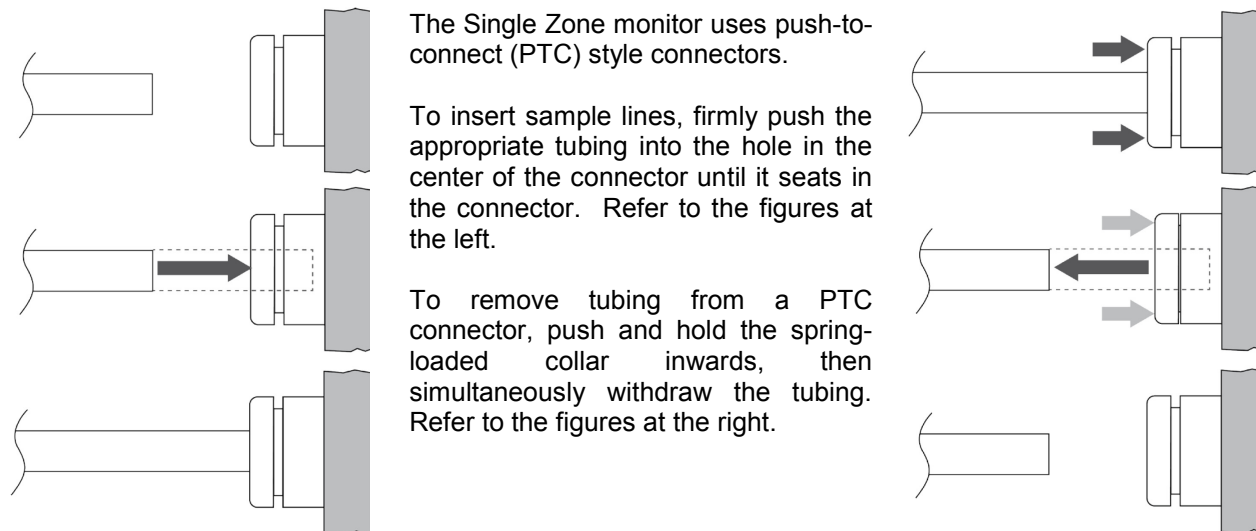 The Single Zone monitor uses push-to-
connect (PTC) style connectors.
To insert sample lines, firmly push the
appropriate tubing into the hole in the
center of the connector until it seats in
the connector. Refer to the figures at
the left.
To remove tubing from a PTC
connector, push and hold the spring-
loaded collar inwards, then
simultaneously withdraw the tubing.
Refer to the figures at the right.